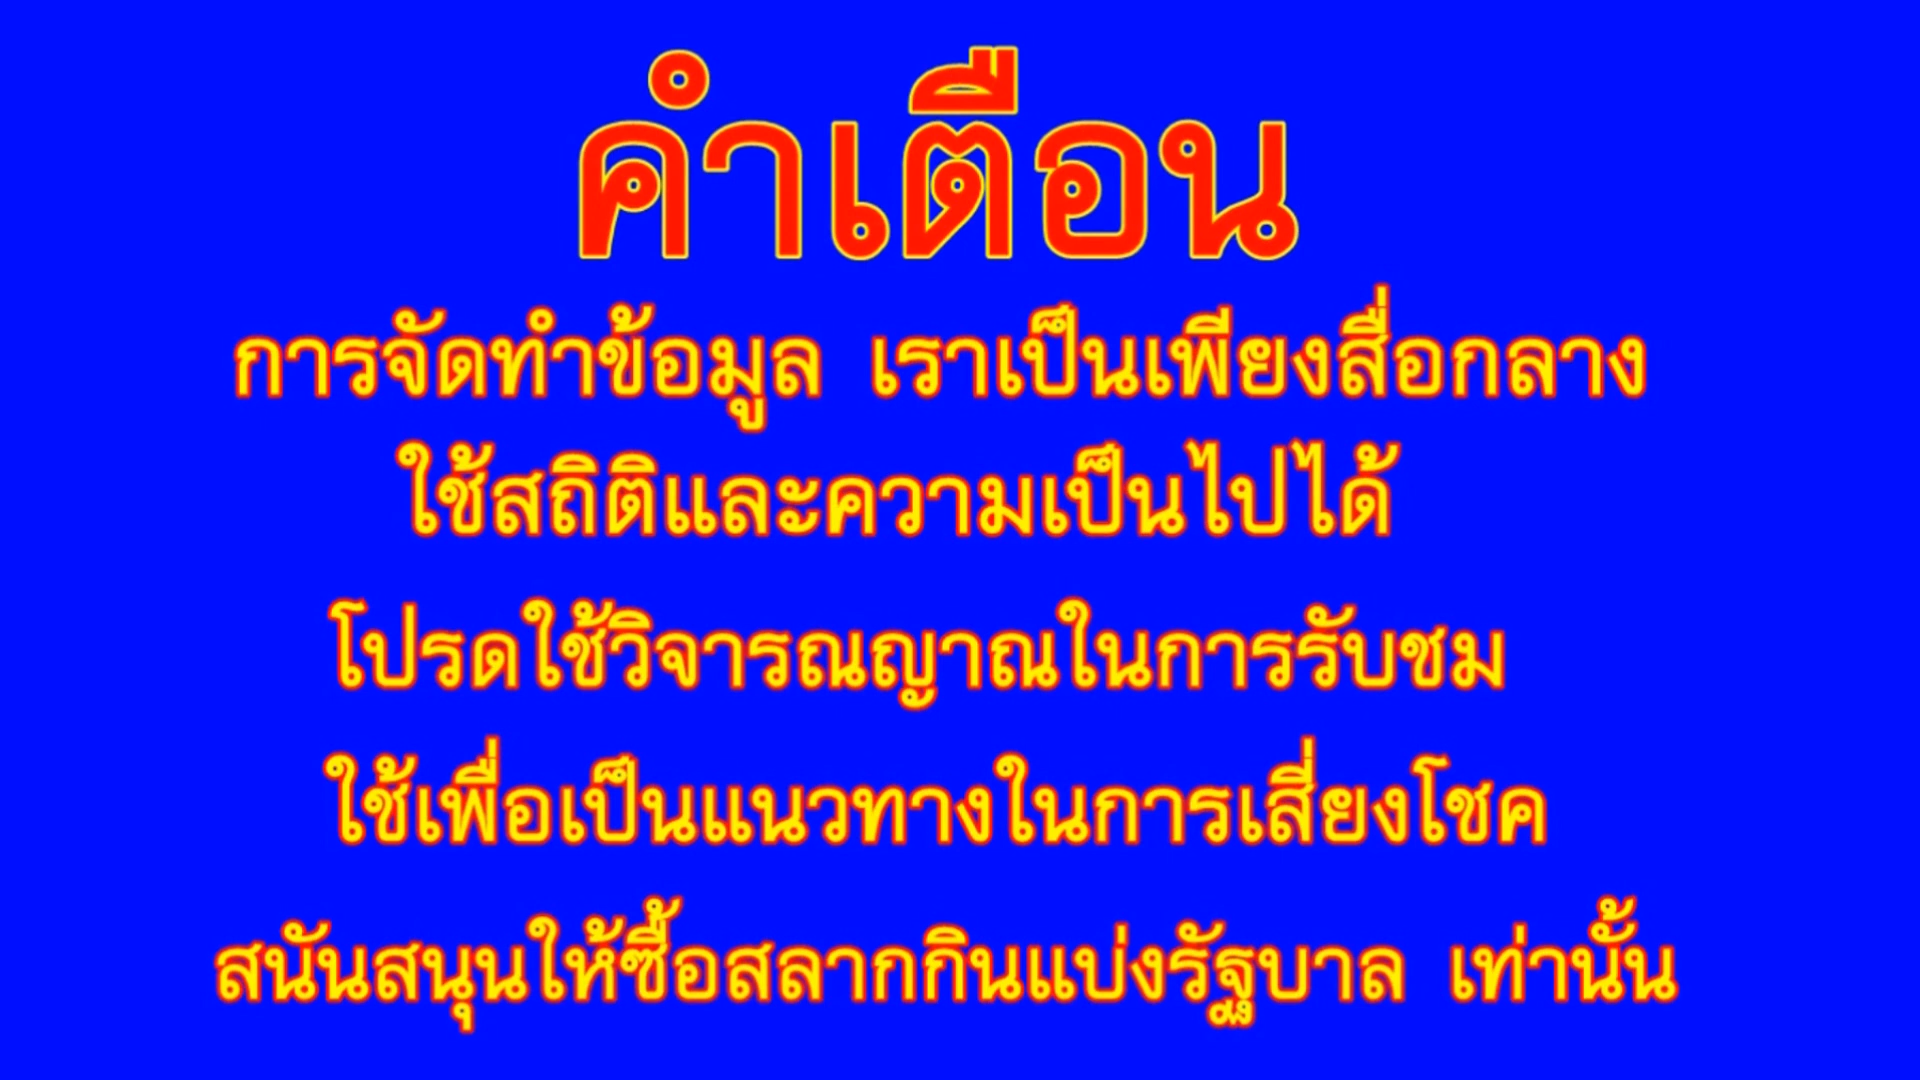 คำเตือน
การจัดทำข้อมูล เราเป็นเพียงสื่อกลาง
ใช้สถิติและความเป็นไปได้
โปรดใช้วิจารณญาณในการรับชม
ใช้เพื่อเป็นแนวทางในการเสี่ยงโชค
สนันสนุนให้ซื้อสลากกินแบ่งรัฐบาล เท่านั้น